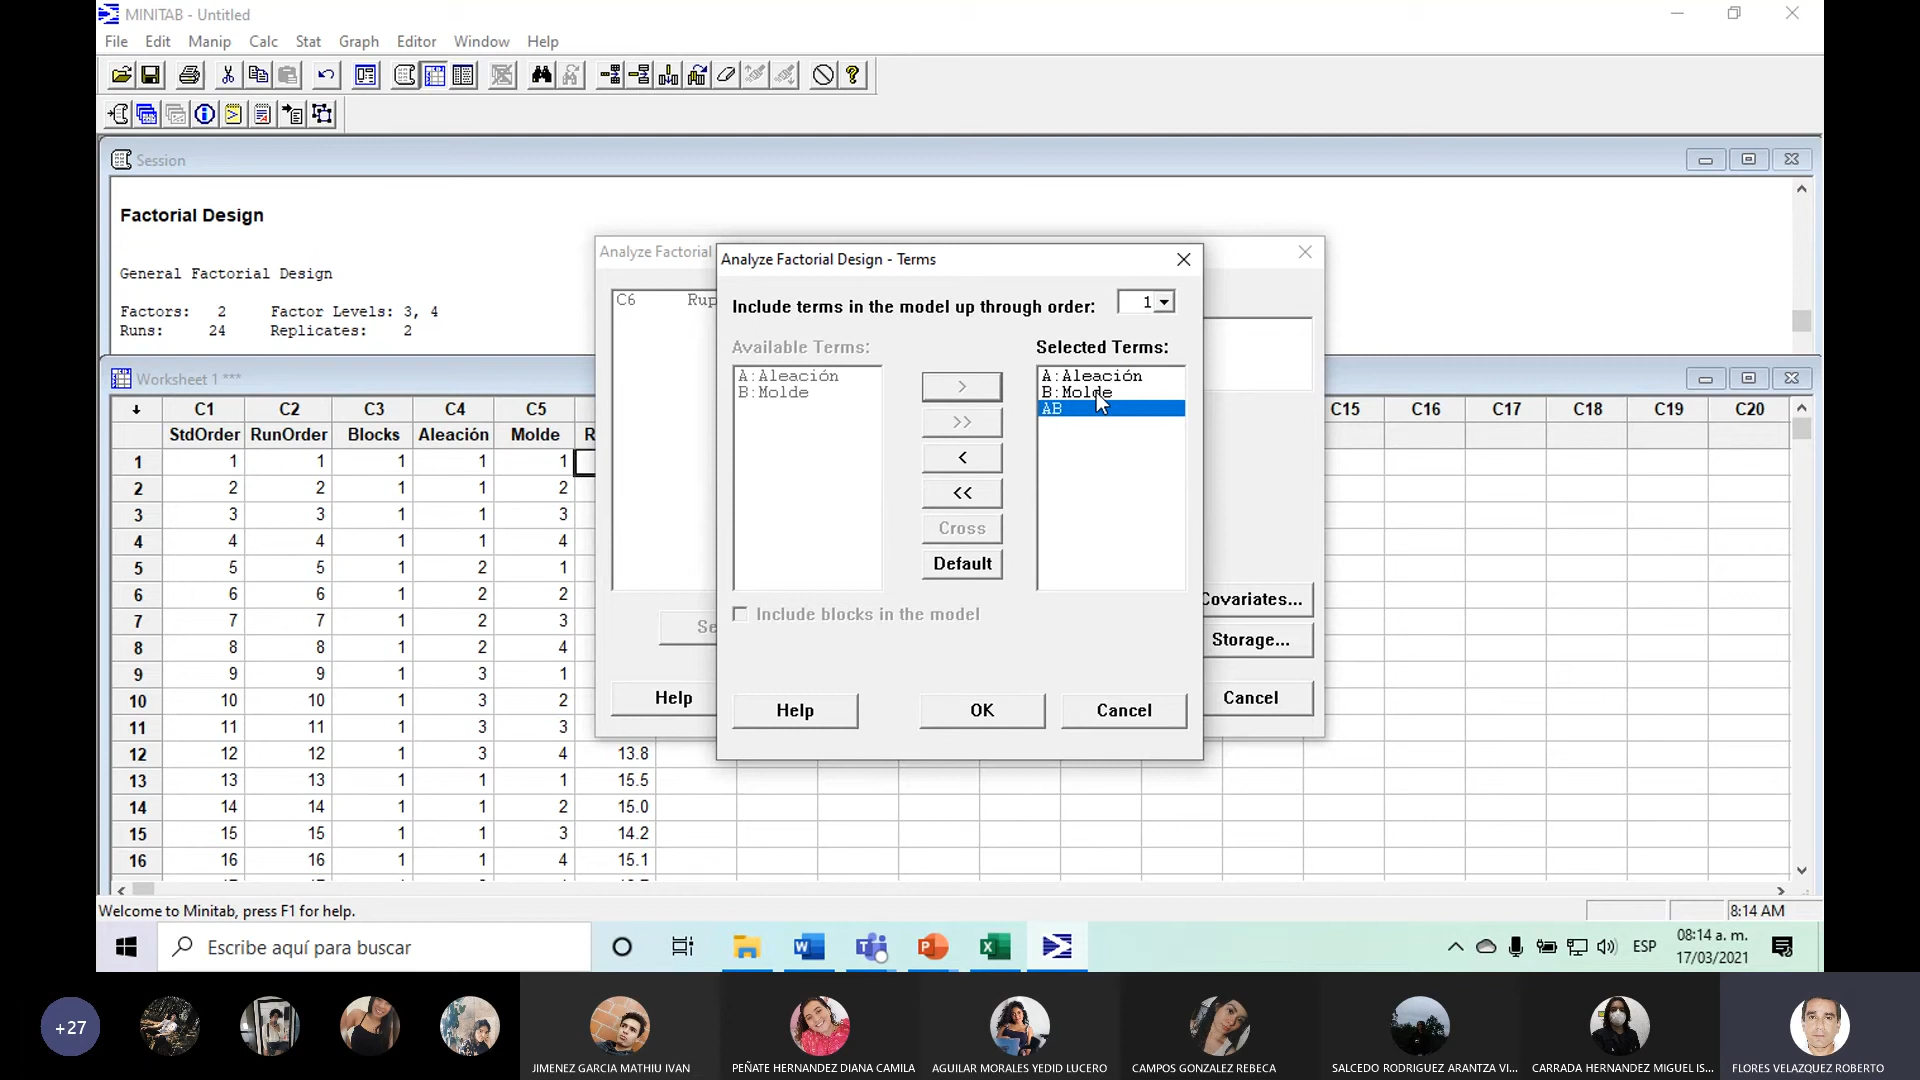 MINITAB - Untitled
File Edit Manip Calc Stat Graph Editor Window Help
Session
Factorial Design
General Factorial Design
Factors: 2 Factor Levels: 3, 4
Runs: 24 Replicates: 2
Analyze Factorial
C6 Rup
Covariates...
Storage...
Help
Cancel
Analyze Factorial Design - Terms
Include terms in the model up through order: 1
Available Terms:
A:Aleación
B:Molde
>
>>
<
<<
Cross
Default
Selected Terms:
A:Aleación
B:Molde
AB
Include blocks in the model
Help OK Cancel
Worksheet 1 ***
C1 C2 C3 C4 C5 C15 C16 C17 C18 C19 C20
StdOrder RunOrder Blocks Aleación Molde R
1 1 1 1 1 1
2 2 2 1 1 2
3 3 3 1 1 3
4 4 4 1 1 4
5 5 5 1 2 1
6 6 6 1 2 2
7 7 7 1 2 3
8 8 8 1 2 4
9 9 9 1 3 1
10 10 10 1 3 2
11 11 11 1 3 3
12 12 12 1 3 4 13.8
13 13 13 1 1 1 15.5
14 14 14 1 1 2 15.0
15 15 15 1 1 3 14.2
16 16 16 1 1 4 15.1
Welcome to Minitab, press F1 for help.
8:14 AM
Escribe aquí para buscar
ESP
08:14 a. m.
17/03/2021
+27
JIMENEZ GARCIA MATHIU IVAN
PEÑATE HERNANDEZ DIANA CAMILA
AGUILAR MORALES YEDID LUCERO
CAMPOS GONZALEZ REBECA
SALCEDO RODRIGUEZ ARANTZA VI...
CARRADA HERNANDEZ MIGUEL IS...
FLORES VELAZQUEZ ROBERTO